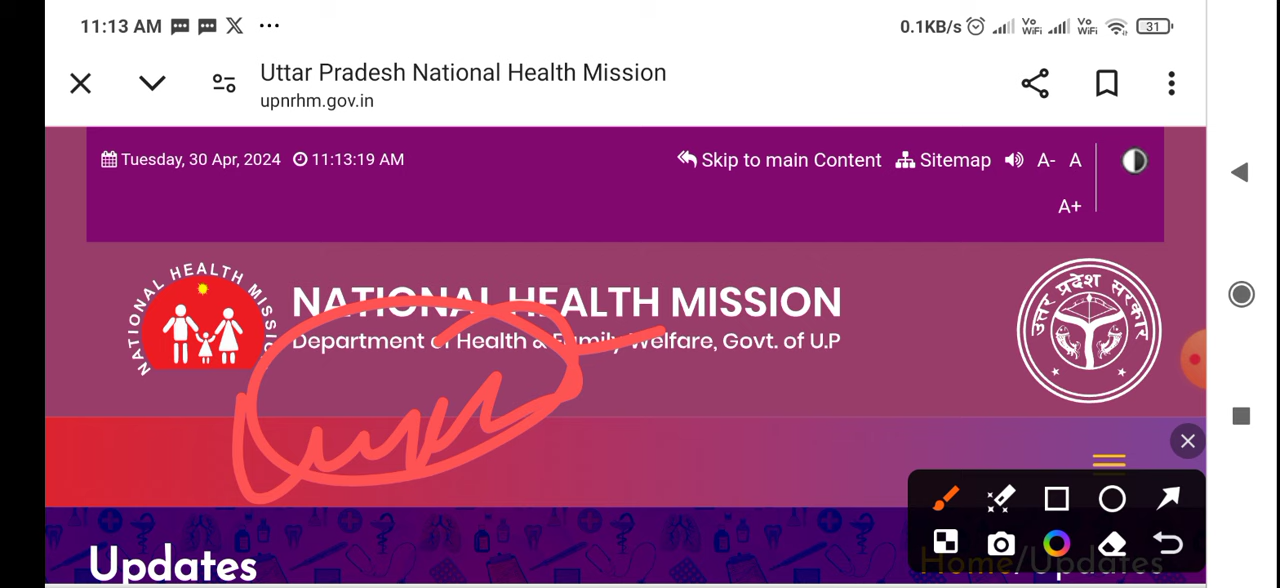 11:13 AM X ...
0.1KB/s Vo WiFi Vo WiFi 31
Uttar Pradesh National Health Mission
upnrhm.gov.in
Tuesday, 30 Apr, 2024 11:13:19 AM
Skip to main Content Sitemap A- A
A+
NATIONAL HEALTH MISSION
NATIONAL HEALTH MISSION
Department of Health & Family Welfare, Govt. of U.P
उत्तर प्रदेश सरकार
Updates
Home/Updates